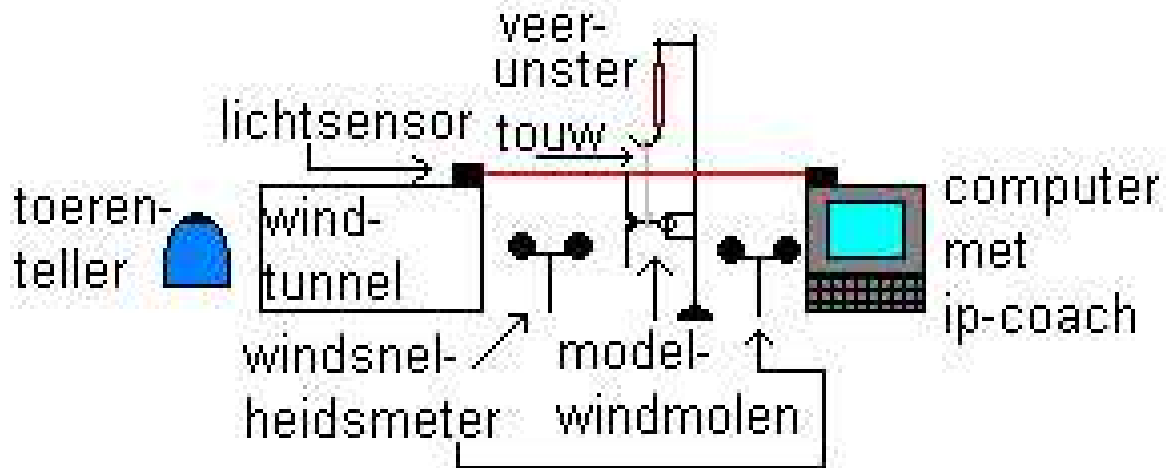 veer-
unster
lichtsensor
touw
toeren-
teller
wind-
tunnel
computer
met
ip-coach
windsnel-
heidsmeter
model-
windmolen